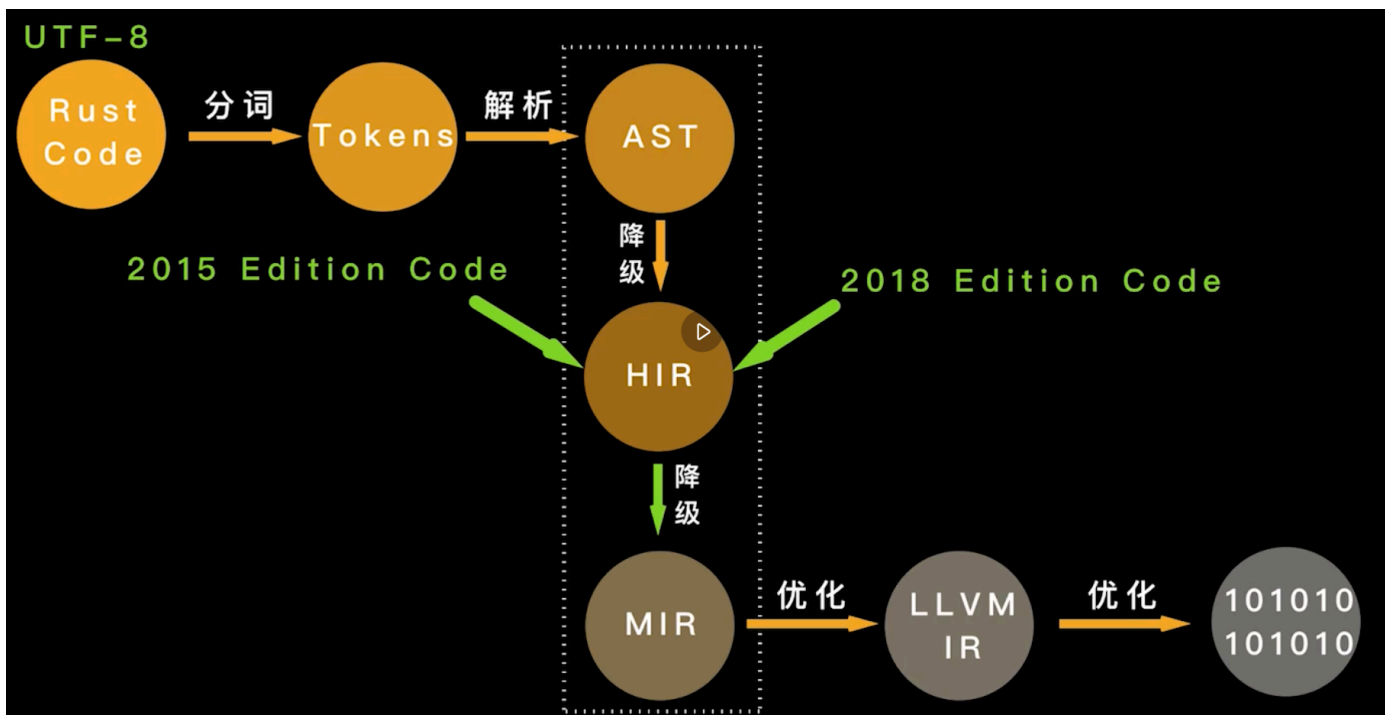 UTF-8
Rust
Code
分词
Tokens
解析
AST
降
级
2015 Edition Code
2018 Edition Code
HIR
降
级
MIR
优化
LLVM
IR
优化
101010
101010